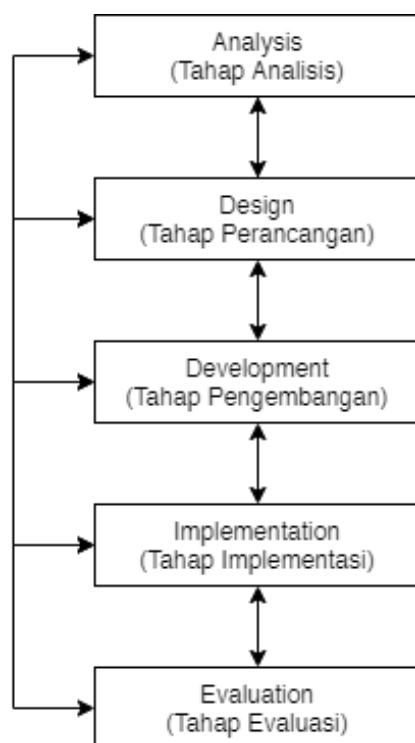 Analysis
(Tahap Analisis)
Design
(Tahap Perancangan)
Development
(Tahap Pengembangan)
Implementation
(Tahap Implementasi)
Evaluation
(Tahap Evaluasi)